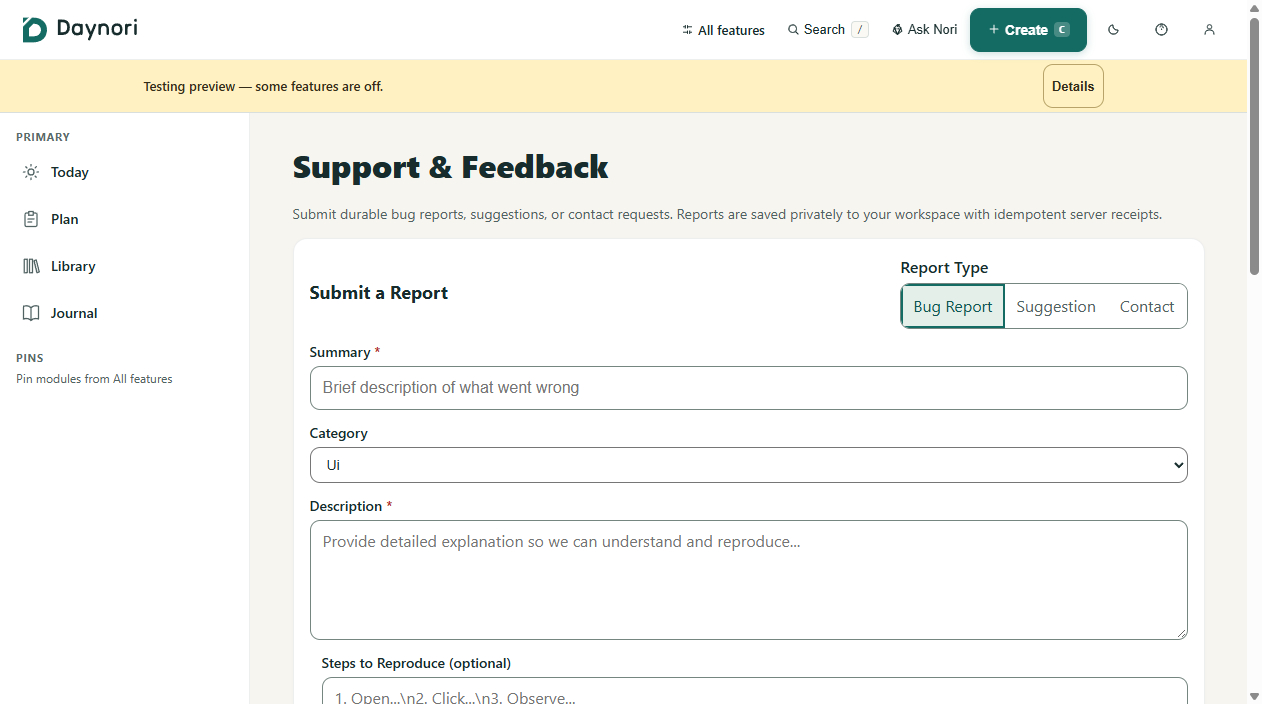 Daynori
All features
Search /
Ask Nori
+ Create C
Testing preview — some features are off.
Details
PRIMARY
Today
Plan
Library
Journal
PINS
Pin modules from All features
Support & Feedback
Submit durable bug reports, suggestions, or contact requests. Reports are saved privately to your workspace with idempotent server receipts.
Submit a Report
Report Type
Bug Report
Suggestion
Contact
Summary *
Brief description of what went wrong
Category
Ui
Description *
Provide detailed explanation so we can understand and reproduce...
Steps to Reproduce (optional)
1. Open...\n2. Click...\n3. Observe...